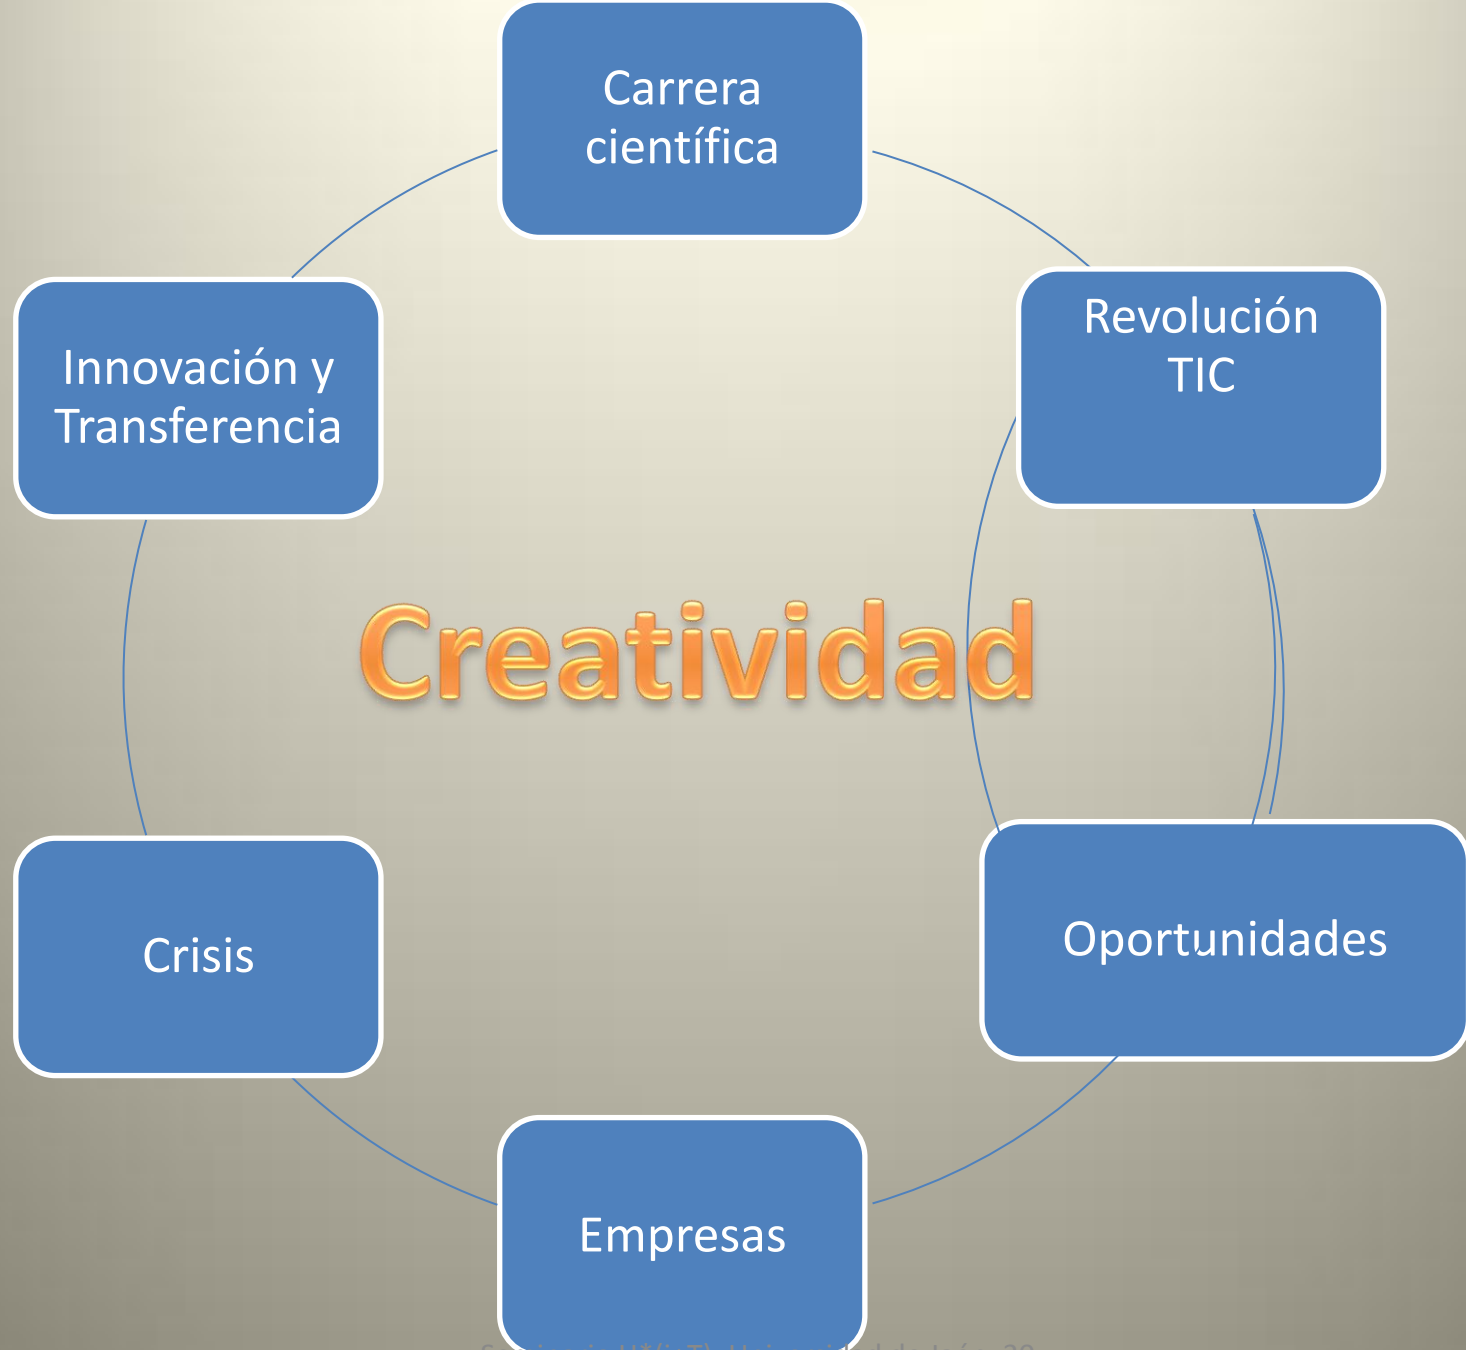 Carrera
científica
Revolución
TIC
Innovación y
Transferencia
Creatividad
Oportunidades
Crisis
Empresas